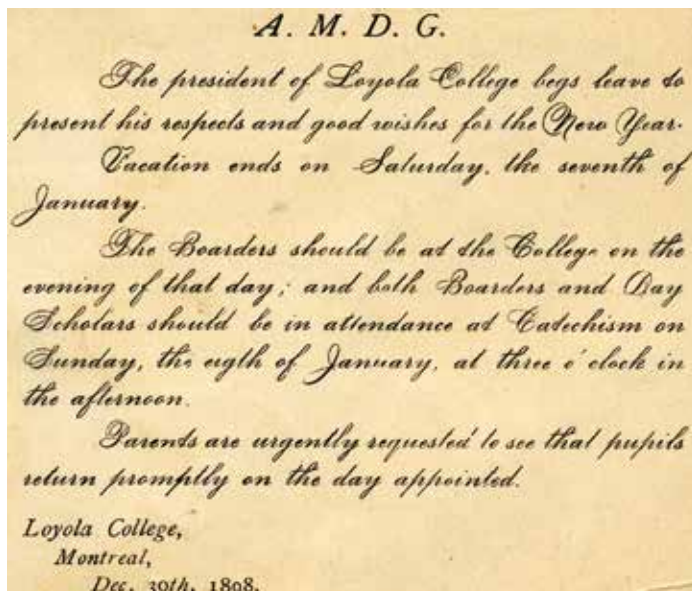 A. M. D. G.
The president of Loyola College begs leave to
present his respects and good wishes for the New Year.
Vacation ends on Saturday, the seventh of
January.
The Boarders should be at the College on the
evening of that day; and both Boarders and Day
Scholars should be in attendance at Catechism on
Sunday, the eigth of January, at three o'clock in
the afternoon.
Parents are urgently requested to see that pupils
return promptly on the day appointed.
Loyola College,
Montreal,
Dec. 30th, 1898.